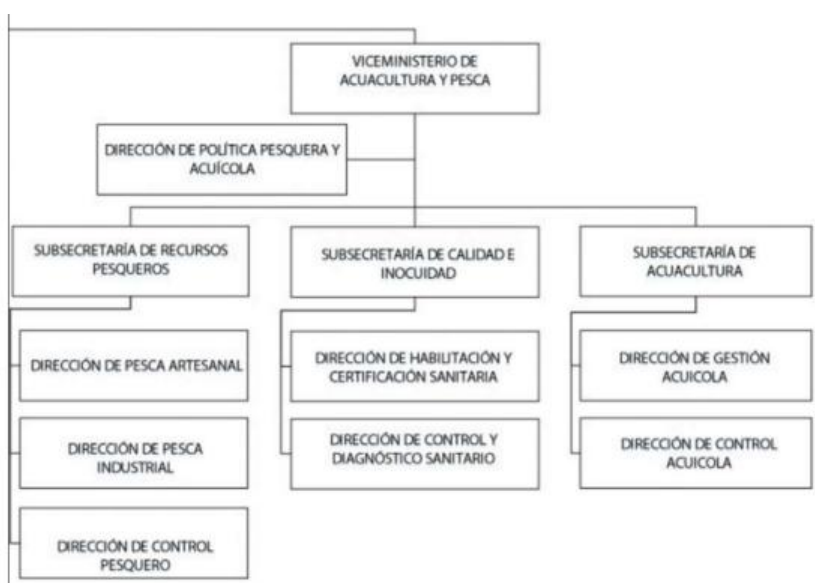 VICEMINISTERIO DE
ACUACULTURA Y PESCA
DIRECCIÓN DE POLÍTICA PESQUERA Y
ACUÍCOLA
SUBSECRETARÍA DE RECURSOS
PESQUEROS
SUBSECRETARÍA DE CALIDAD E
INOCUIDAD
SUBSECRETARÍA DE
ACUACULTURA
DIRECCIÓN DE PESCA ARTESANAL
DIRECCIÓN DE HABILITACIÓN Y
CERTIFICACIÓN SANITARIA
DIRECCIÓN DE GESTIÓN
ACUICOLA
DIRECCIÓN DE PESCA
INDUSTRIAL
DIRECCIÓN DE CONTROL Y
DIAGNÓSTICO SANITARIO
DIRECCIÓN DE CONTROL
ACUICOLA
DIRECCIÓN DE CONTROL
PESQUERO